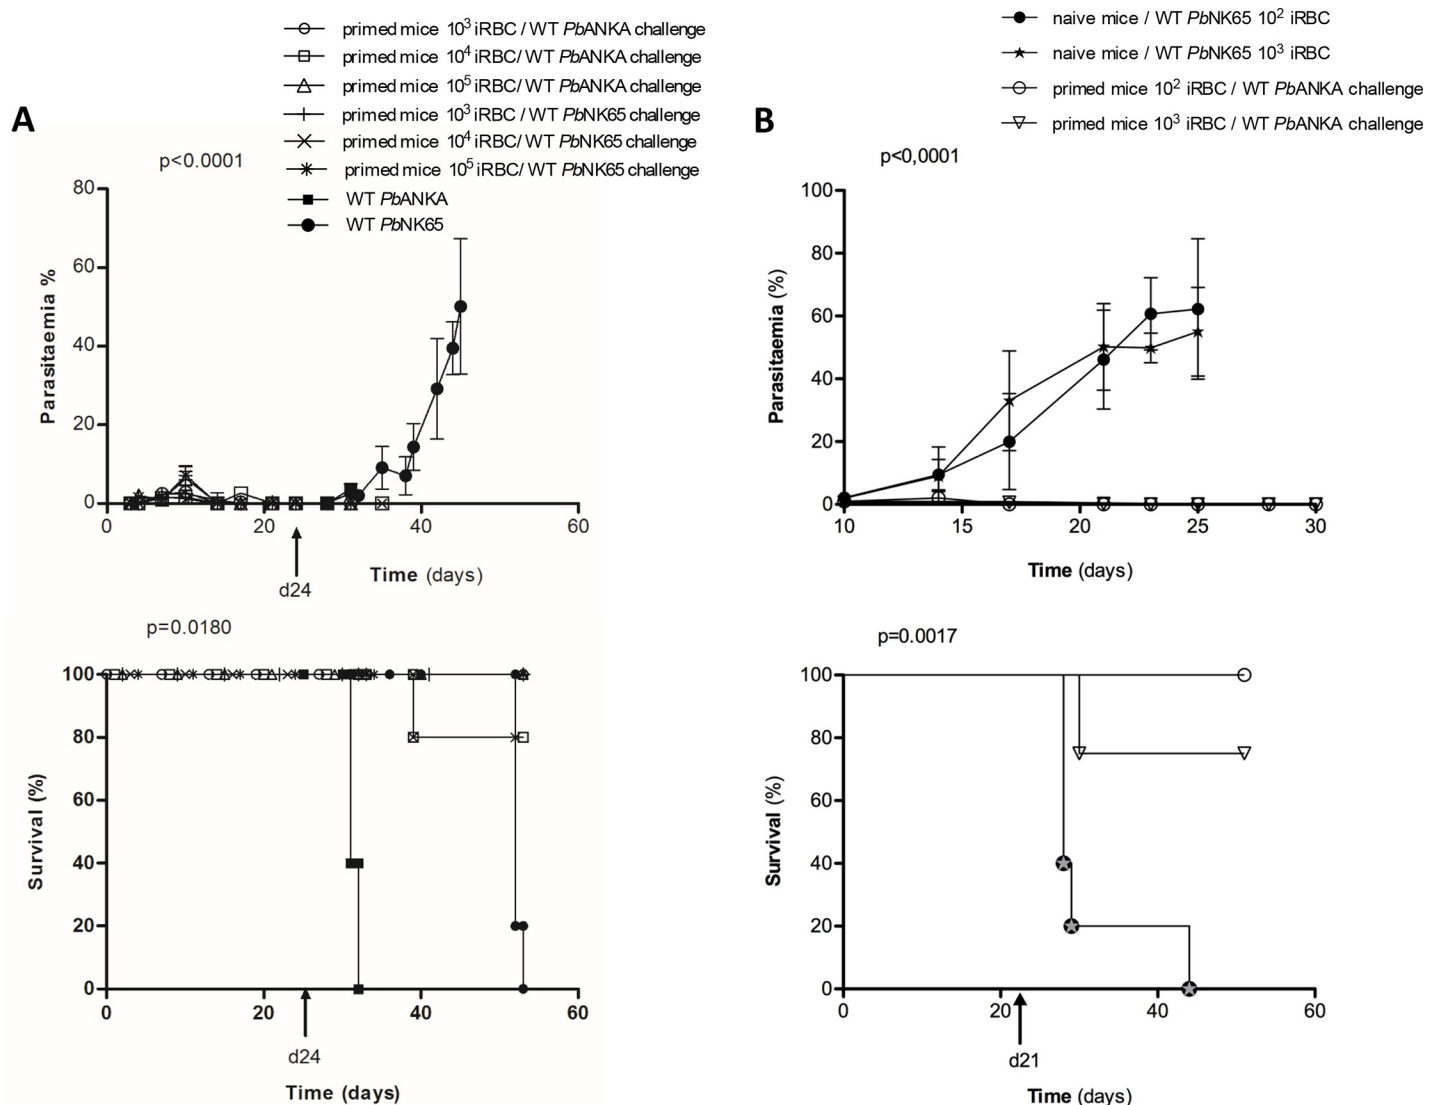 primed mice 10³ iRBC / WT PbANKA challenge
primed mice 10⁴ iRBC/ WT PbANKA challenge
primed mice 10⁵ iRBC/ WT PbANKA challenge
primed mice 10³ iRBC/ WT PbNK65 challenge
primed mice 10⁴ iRBC/ WT PbNK65 challenge
primed mice 10⁵ iRBC/ WT PbNK65 challenge
WT PbANKA
WT PbNK65
A
p<0.0001
80
60
40
20
0
Parasitaemia %
0 20 40 60
d24
Time (days)
p=0.0180
100
80
60
40
20
0
Survival (%)
0 20 40 60
d24
Time (days)
naive mice / WT PbNK65 10² iRBC
naive mice / WT PbNK65 10³ iRBC
primed mice 10² iRBC / WT PbANKA challenge
primed mice 10³ iRBC / WT PbANKA challenge
B
p<0,0001
100
80
60
40
20
0
Parasitaemia (%)
10 15 20 25 30
Time (days)
p=0.0017
100
80
60
40
20
0
Survival (%)
0 20 40 60
d21
Time (days)